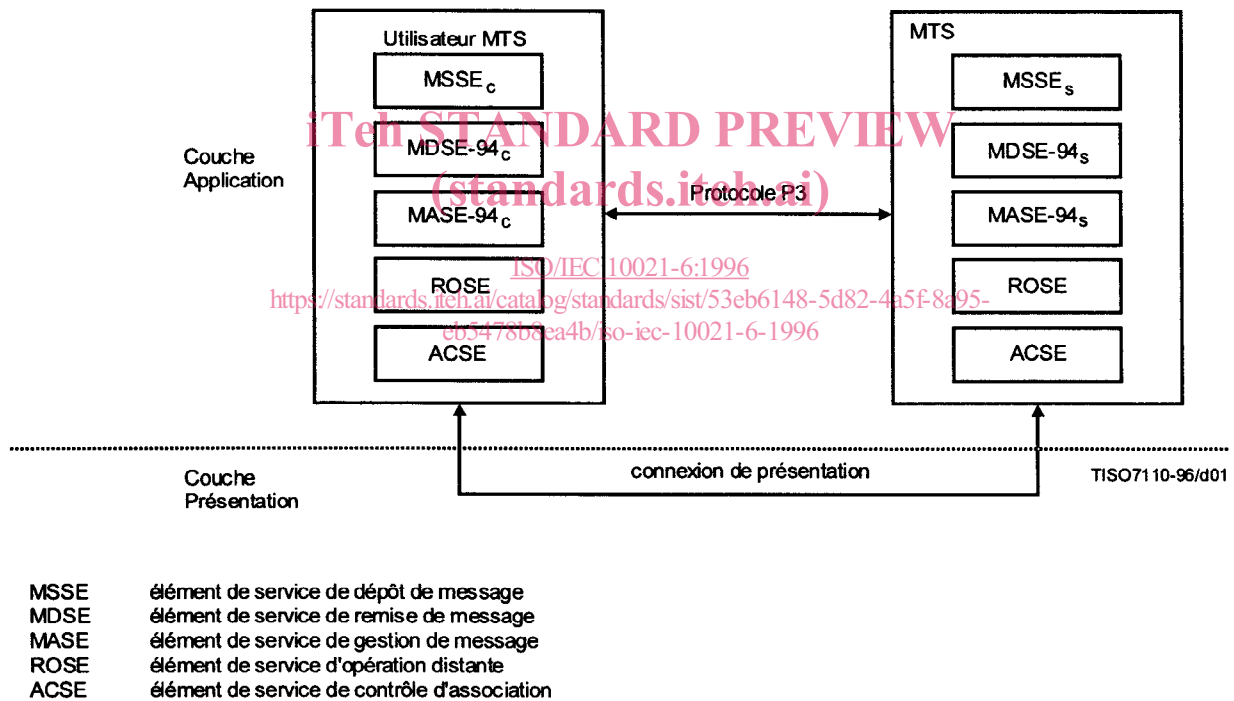 Utilisateur MTS
MSSEc
MDSE-94c
MASE-94c
ROSE
ACSE
MTS
MSSEs
MDSE-94s
MASE-94s
ROSE
ACSE
Couche
Application
Protocole P3
iTeh STANDARD PREVIEW
(standards.iteh.ai)
ISO/IEC 10021-6:1996
https://standards.iteh.ai/catalog/standards/sist/53eb6148-5d82-4a5f-8a95-
eb5478b8ea4b/iso-iec-10021-6-1996
Couche
Présentation
connexion de présentation
TISO7110-96/d01
MSSE élément de service de dépôt de message
MDSE élément de service de remise de message
MASE élément de service de gestion de message
ROSE élément de service d'opération distante
ACSE élément de service de contrôle d'association